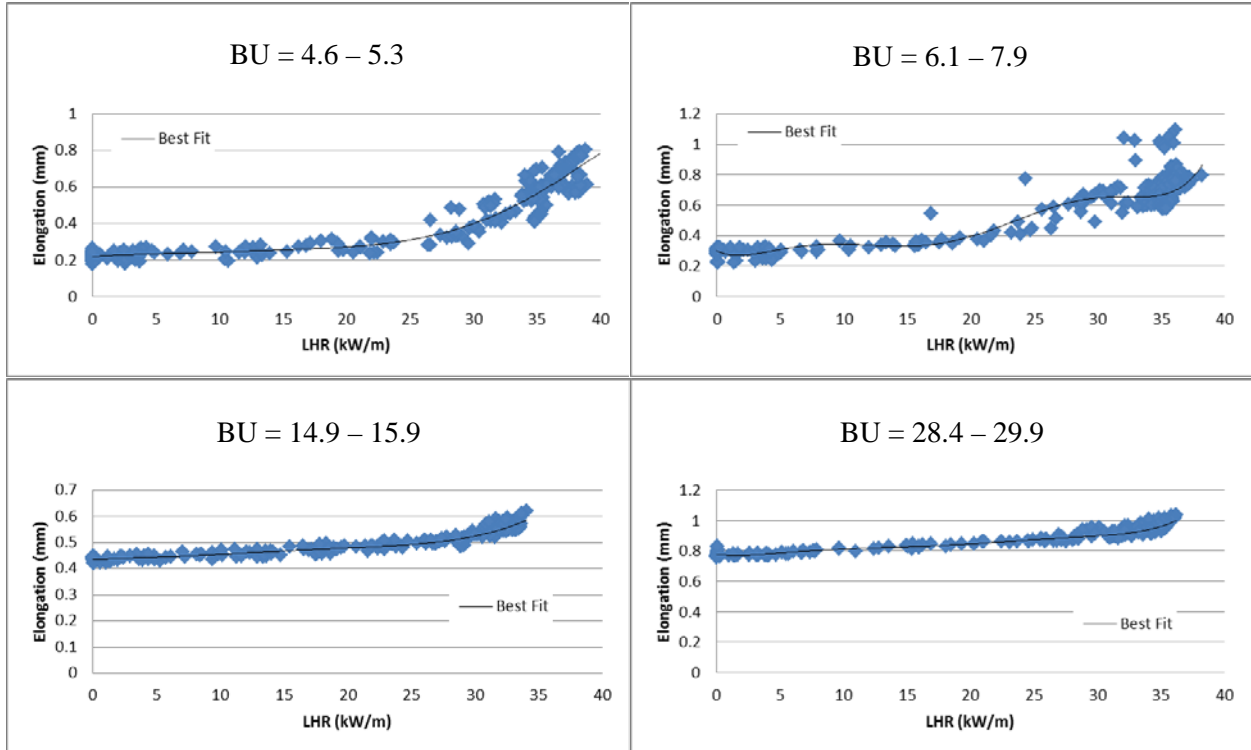 BU = 4.6 – 5.3
1
0.8
0.6
0.4
0.2
0
Elongation (mm)
Best Fit
0 5 10 15 20 25 30 35 40
LHR (kW/m)
BU = 6.1 – 7.9
1.2
1
0.8
0.6
0.4
0.2
0
Elongation (mm)
Best Fit
0 5 10 15 20 25 30 35 40
LHR (kW/m)
BU = 14.9 – 15.9
0.7
0.6
0.5
0.4
0.3
0.2
0.1
0
Elongation (mm)
Best Fit
0 5 10 15 20 25 30 35 40
LHR (kW/m)
BU = 28.4 – 29.9
1.2
1
0.8
0.6
0.4
0.2
0
Elongation (mm)
Best Fit
0 5 10 15 20 25 30 35 40
LHR (kW/m)